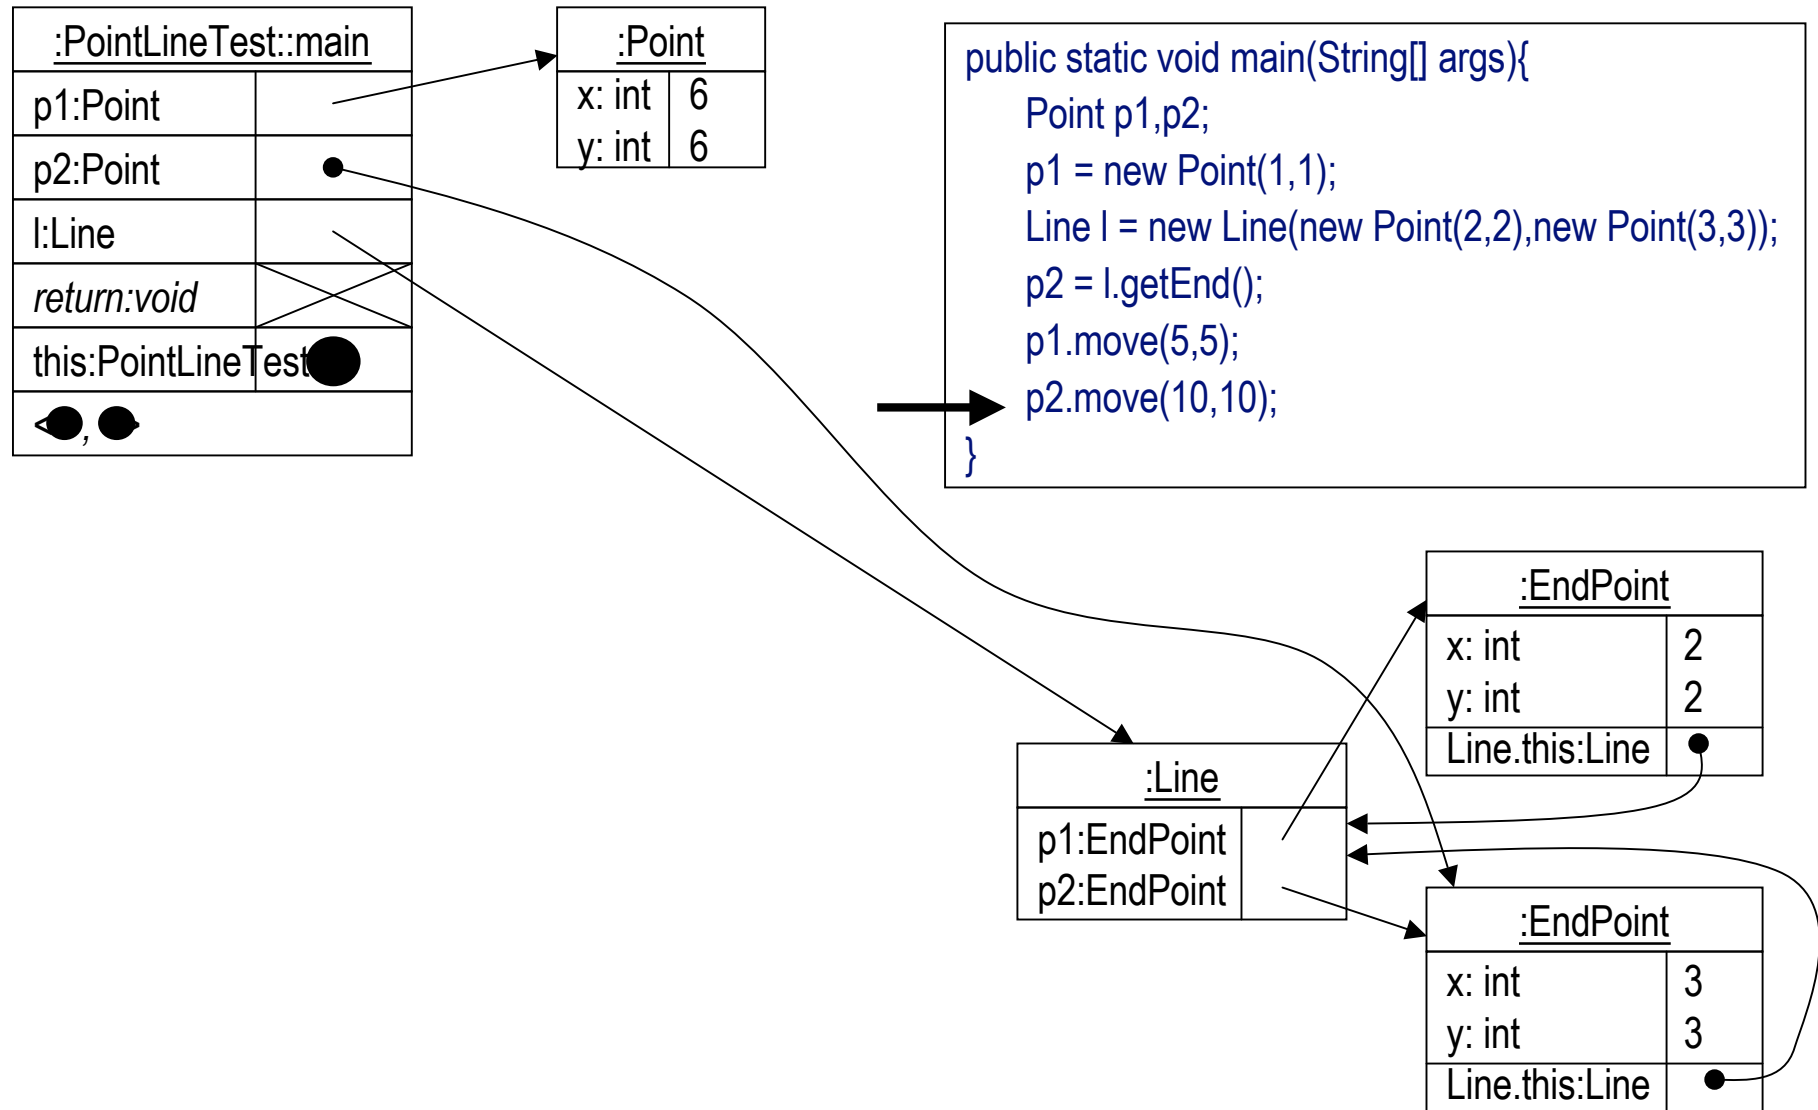 :PointLineTest::main
p1:Point
p2:Point
l:Line
return:void
this:PointLineTest
< , >
:Point
x: int 6
y: int 6
public static void main(String[] args){
Point p1,p2;
p1 = new Point(1,1);
Line l = new Line(new Point(2,2),new Point(3,3));
p2 = l.getEnd();
p1.move(5,5);
p2.move(10,10);
}
:EndPoint
x: int 2
y: int 2
Line.this:Line
:Line
p1:EndPoint
p2:EndPoint
:EndPoint
x: int 3
y: int 3
Line.this:Line